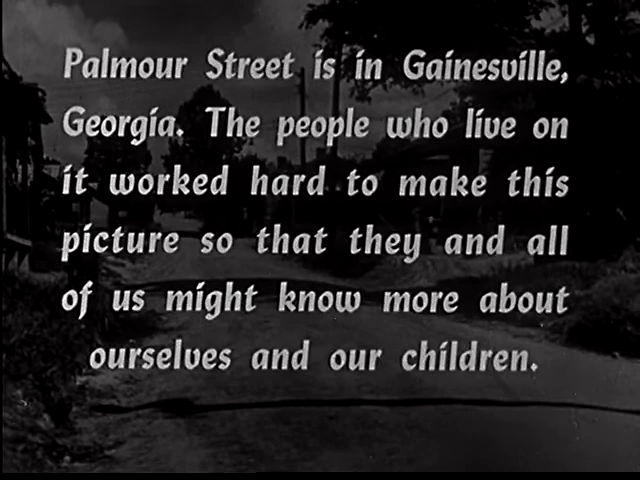 Palmour Street is in Gainesville,
Georgia. The people who live on
it worked hard to make this
picture so that they and all
of us might know more about
ourselves and our children.